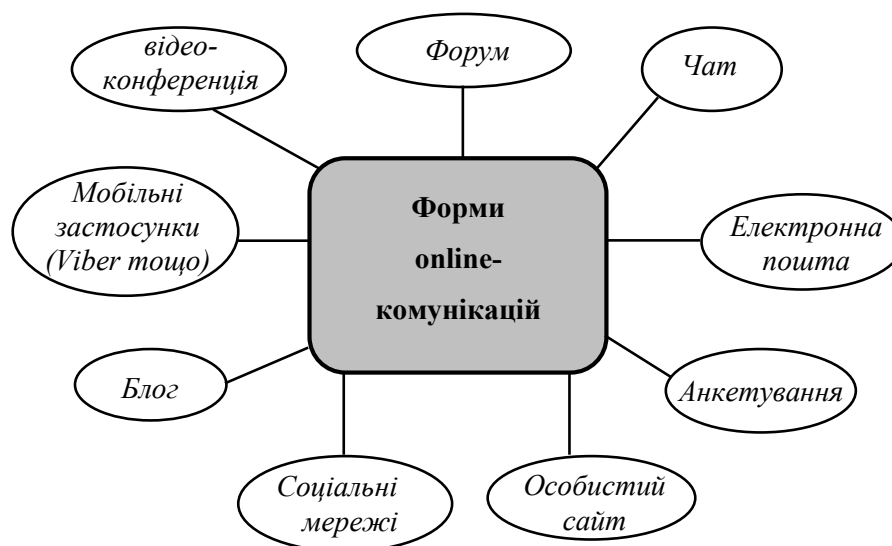 відео-
конференція
Форум
Чат
Мобільні
застосунки
(Viber тощо)
Форми
online-
комунікацій
Електронна
пошта
Блог
Анкетування
Соціальні
мережі
Особистий
сайт